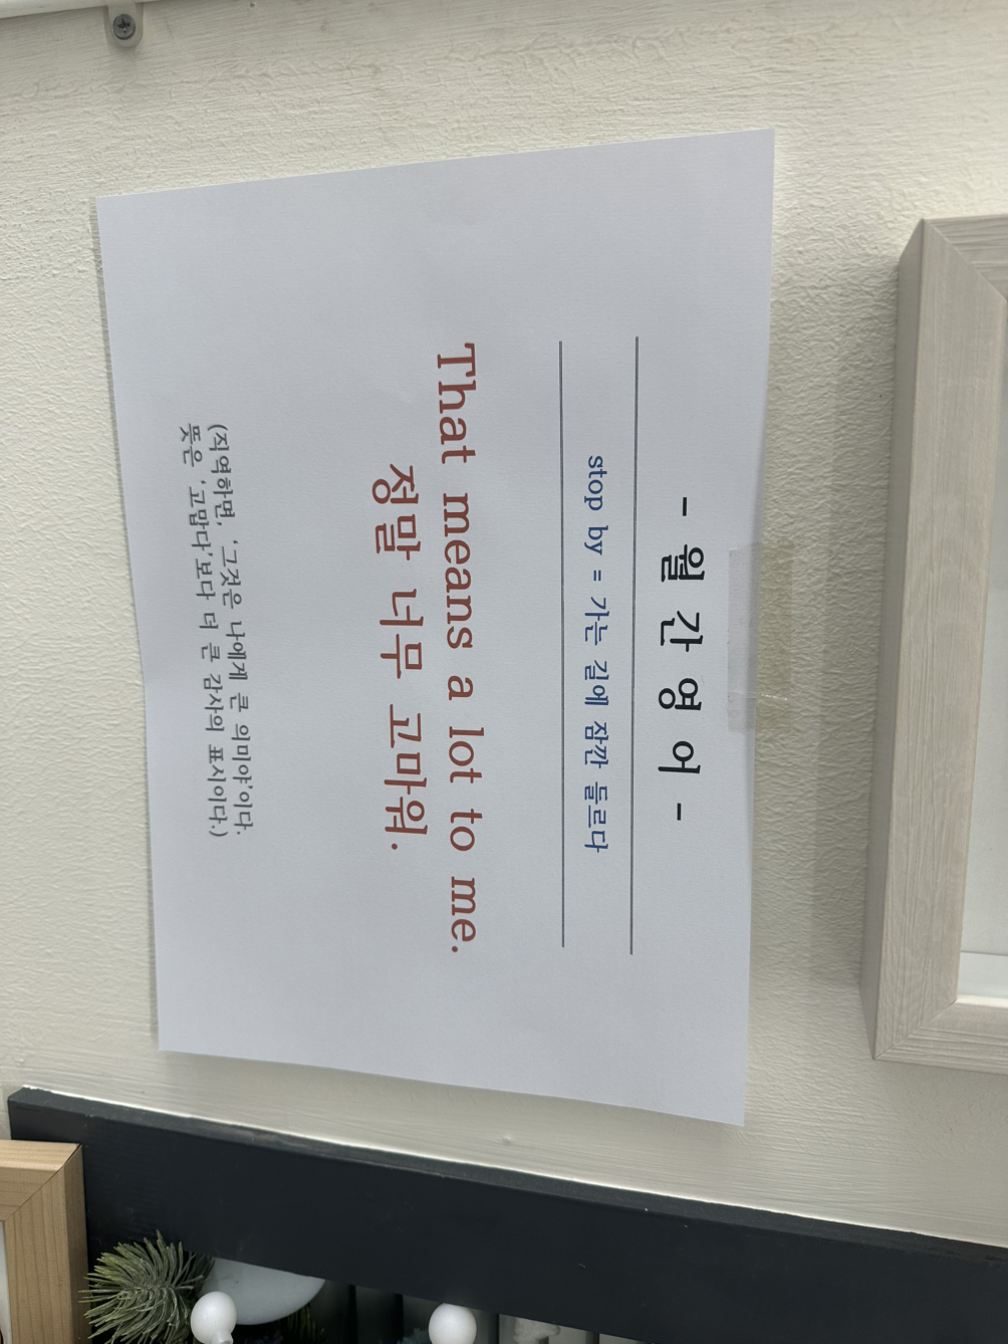 - 월 간 영 어 -
stop by = 가는 길에 잠깐 들르다
That means a lot to me.
정말 너무 고마워.
(직역하면, '그것은 나에게 큰 의미야'이다.
뜻은 '고맙다'보다 더 큰 감사의 표시이다.)